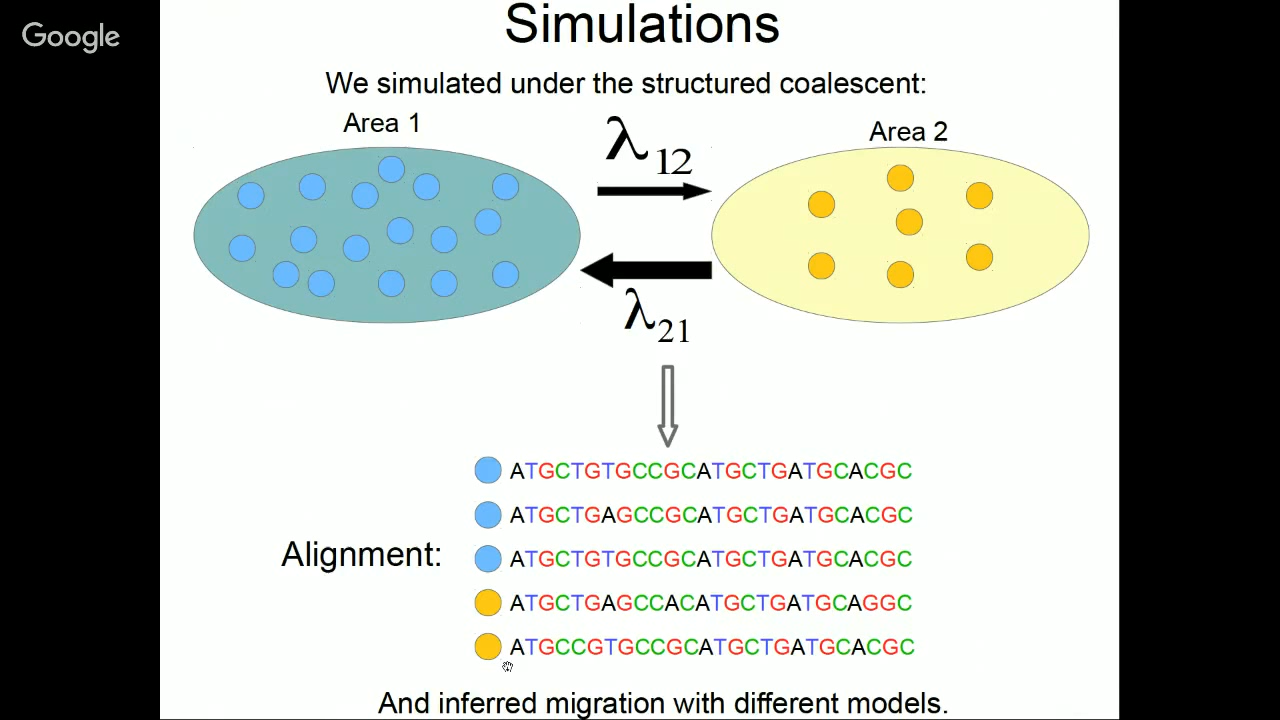 Google
Simulations
We simulated under the structured coalescent:
Area 1
λ12
Area 2
λ21
ATGCTGTGCCGCATGCTGATGCACGC
ATGCTGAGCCGCATGCTGATGCACGC
Alignment:
ATGCTGTGCCGCATGCTGATGCACGC
ATGCTGAGCCACATGCTGATGCAGGC
ATGCCGTGCCGCATGCTGATGCACGC
And inferred migration with different models.